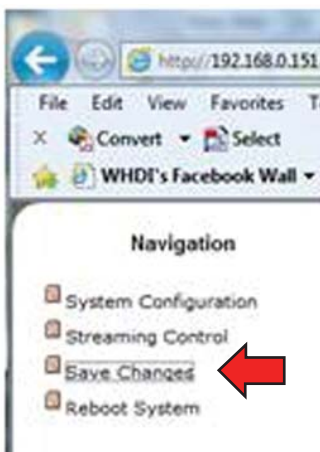 http://192.168.0.151
File Edit View Favorites T
X Convert Select
WHDI's Facebook Wall
Navigation
System Configuration
Streaming Control
Save Changes
Reboot System